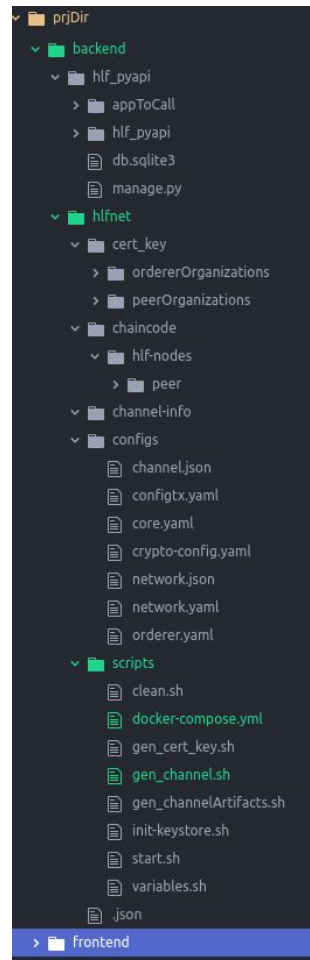 prjDir
backend
hlf_pyapi
appToCall
hlf_pyapi
db.sqlite3
manage.py
hlfnet
cert_key
ordererOrganizations
peerOrganizations
chaincode
hlf-nodes
peer
channel-info
configs
channel.json
configtx.yaml
core.yaml
crypto-config.yaml
network.json
network.yaml
orderer.yaml
scripts
clean.sh
docker-compose.yml
gen_cert_key.sh
gen_channel.sh
gen_channelArtifacts.sh
init-keystore.sh
start.sh
variables.sh
.json
frontend